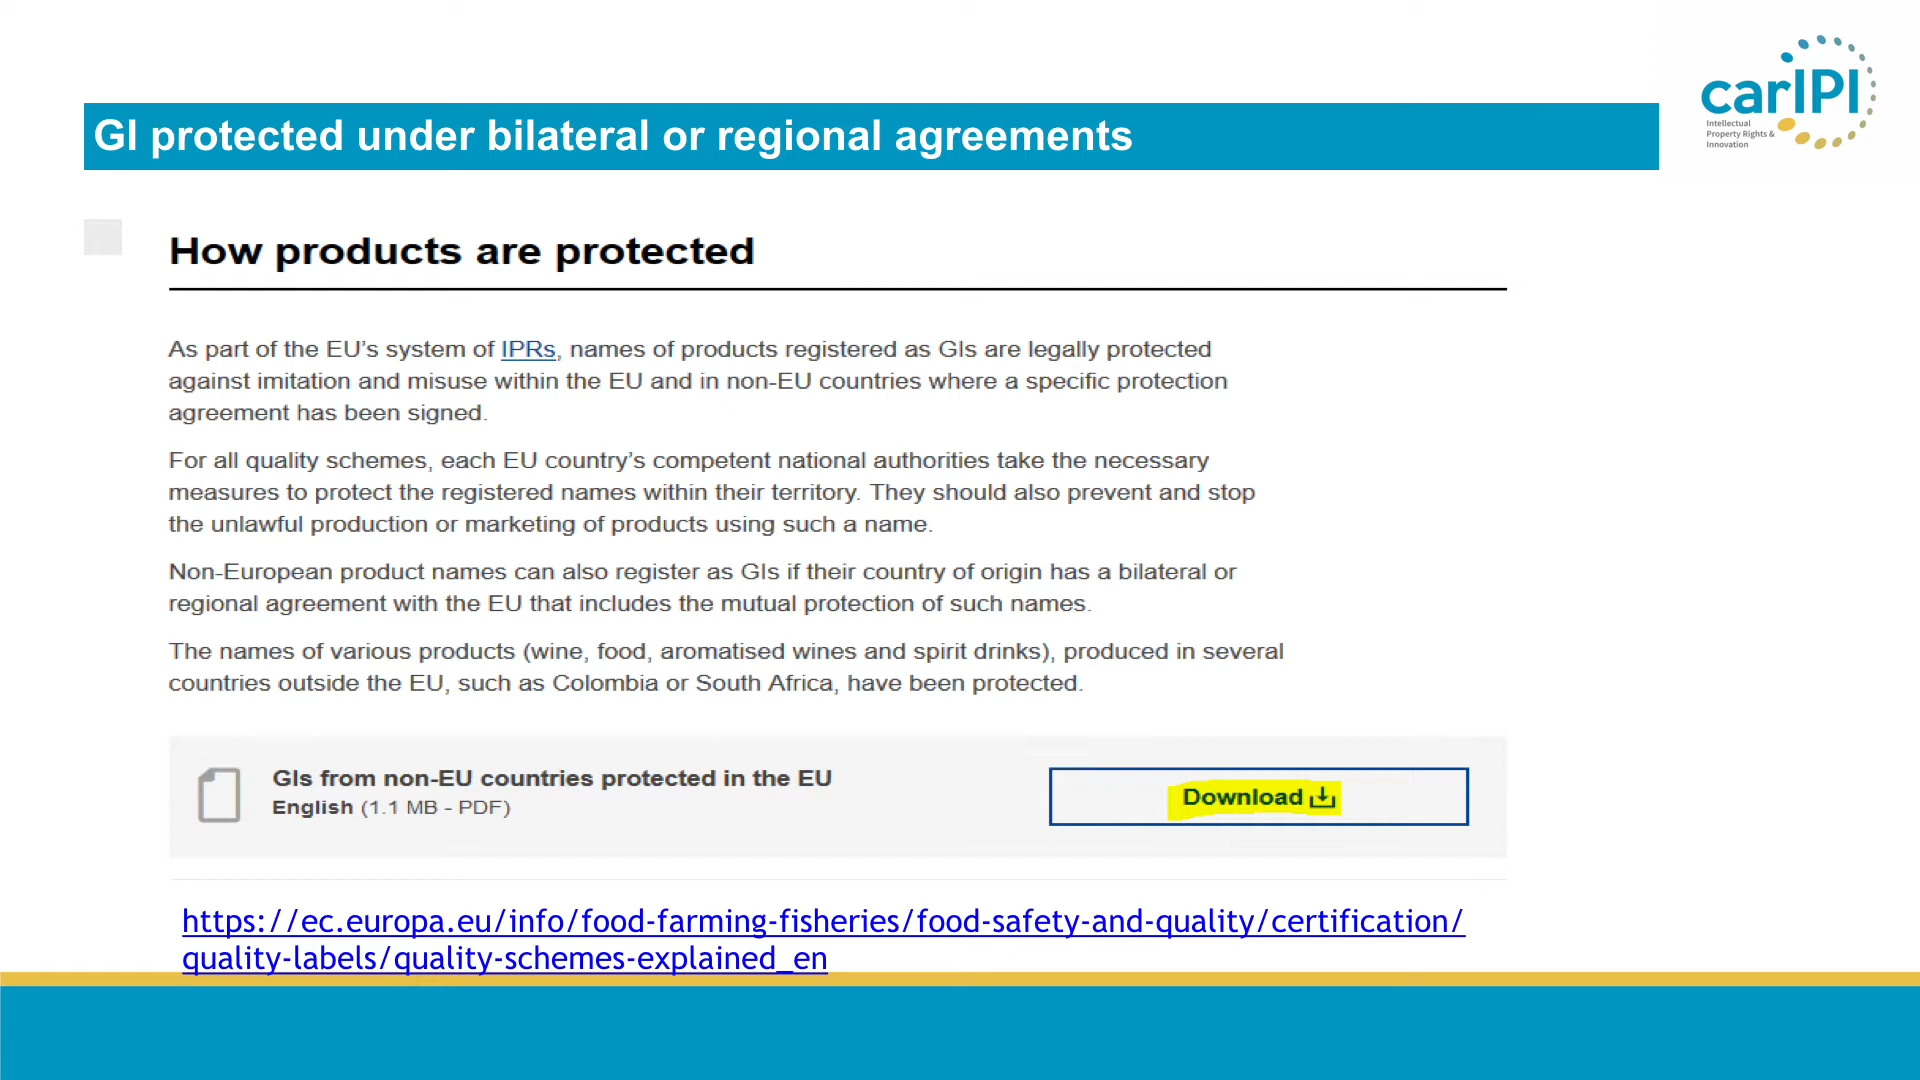 carIPI
Intellectual
Property Rights &
Innovation
GI protected under bilateral or regional agreements
How products are protected
As part of the EU’s system of IPRs, names of products registered as GIs are legally protected
against imitation and misuse within the EU and in non-EU countries where a specific protection
agreement has been signed.
For all quality schemes, each EU country’s competent national authorities take the necessary
measures to protect the registered names within their territory. They should also prevent and stop
the unlawful production or marketing of products using such a name.
Non-European product names can also register as GIs if their country of origin has a bilateral or
regional agreement with the EU that includes the mutual protection of such names.
The names of various products (wine, food, aromatised wines and spirit drinks), produced in several
countries outside the EU, such as Colombia or South Africa, have been protected.
GIs from non-EU countries protected in the EU
English (1.1 MB - PDF)
Download
https://ec.europa.eu/info/food-farming-fisheries/food-safety-and-quality/certification/
quality-labels/quality-schemes-explained_en